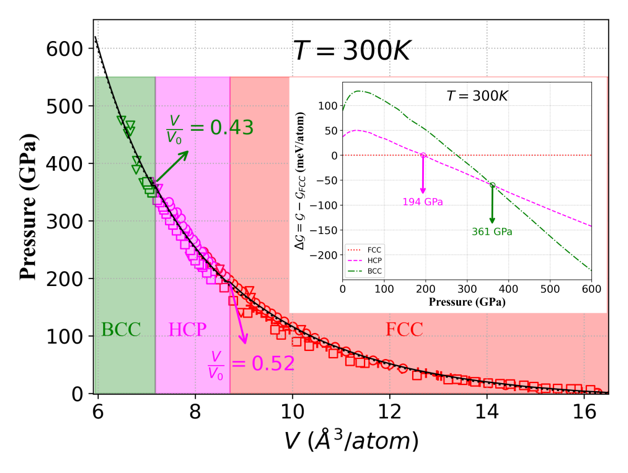 T = 300K
600
500
400
300
200
100
0
Pressure (GPa)
V/V₀ = 0.43
V/V₀ = 0.52
BCC
HCP
FCC
6
8
10
12
14
16
V (Å³/atom)
T = 300K
100
50
0
−50
−100
−150
−200
ΔG = G − G_FCC (meV/atom)
194 GPa
361 GPa
FCC
HCP
BCC
0
100
200
300
400
500
600
Pressure (GPa)